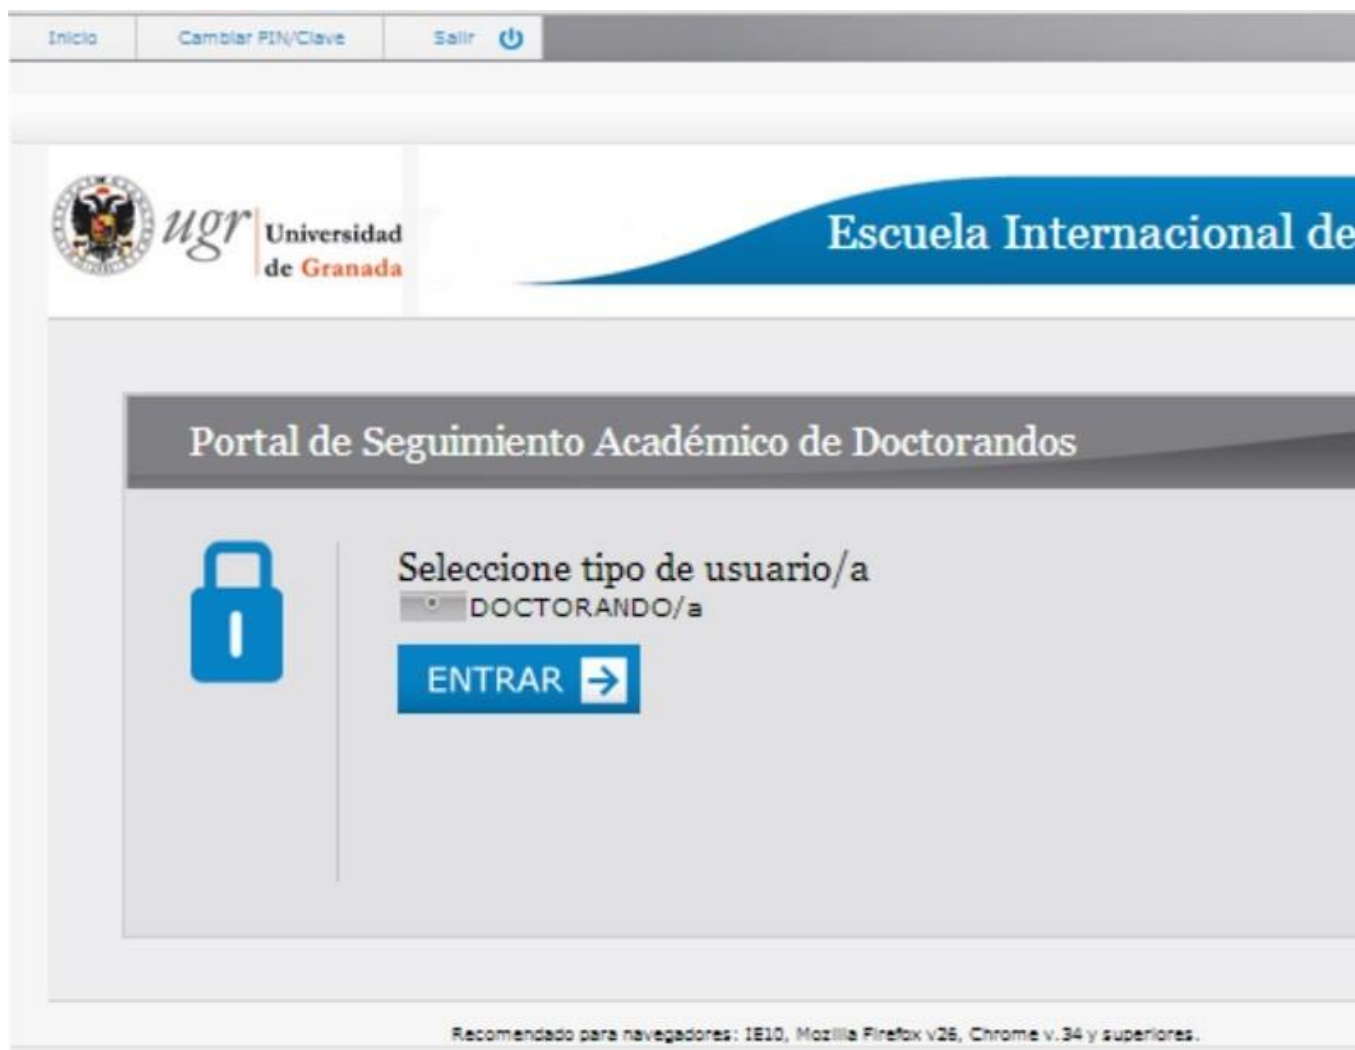 Inicio
Cambiar PIN/Clave
Salir
ugr
Universidad
de Granada
Escuela Internacional de
Portal de Seguimiento Académico de Doctorandos
Seleccione tipo de usuario/a
DOCTORANDO/a
ENTRAR
Recomendado para navegadores: IE10, Mozilla Firefox v26, Chrome v.34 y superiores.